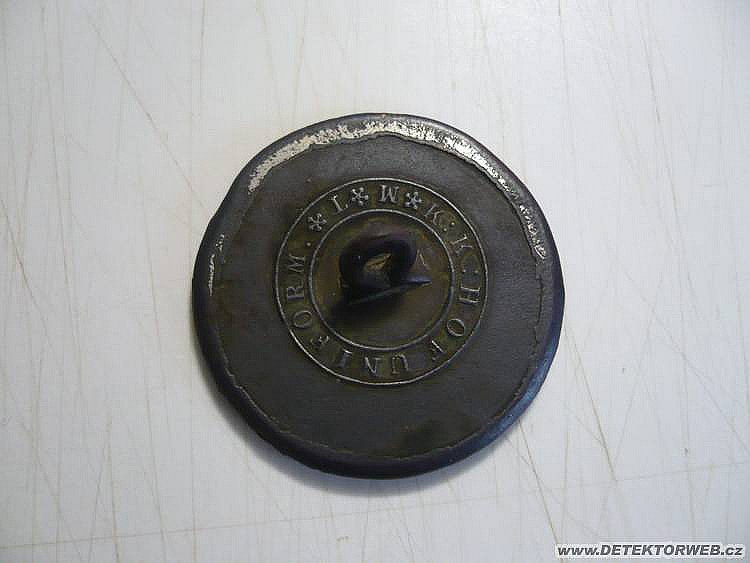 ✲ I ✲ M ✲ K : K : HOF UNIFORM .
www.DETEKTORWEB.cz